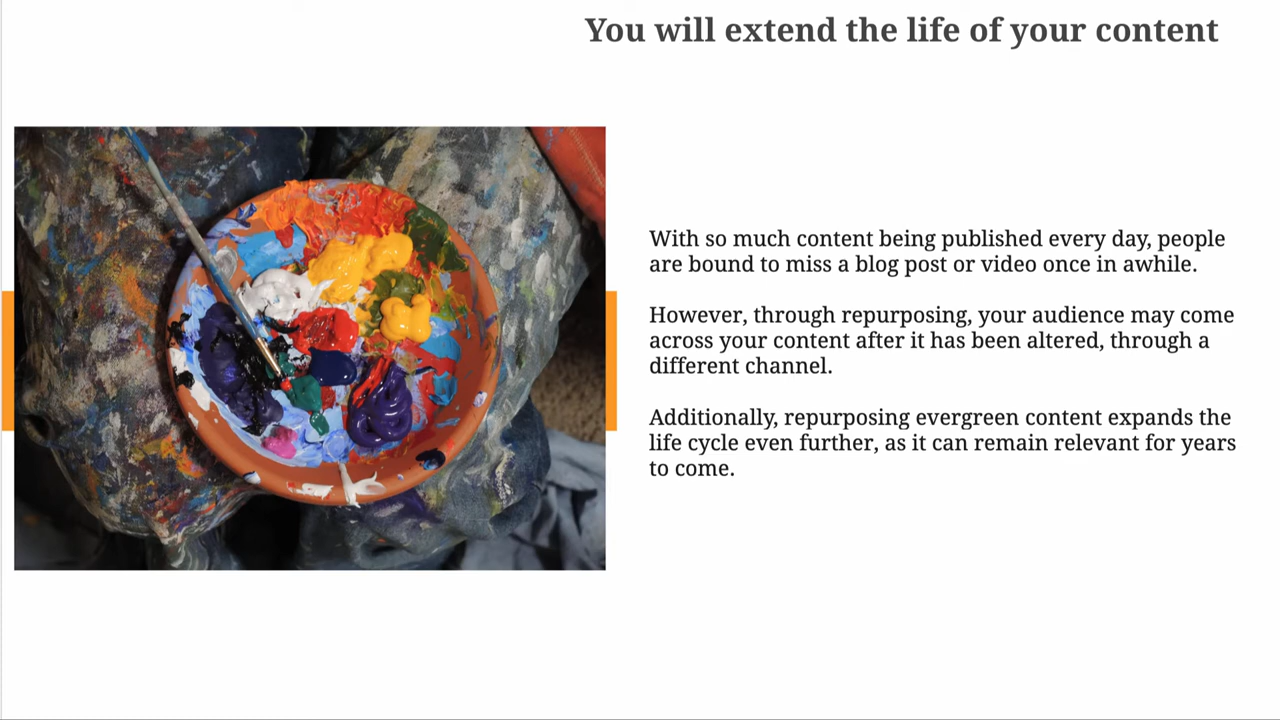 You will extend the life of your content
With so much content being published every day, people
are bound to miss a blog post or video once in awhile.
However, through repurposing, your audience may come
across your content after it has been altered, through a
different channel.
Additionally, repurposing evergreen content expands the
life cycle even further, as it can remain relevant for years
to come.